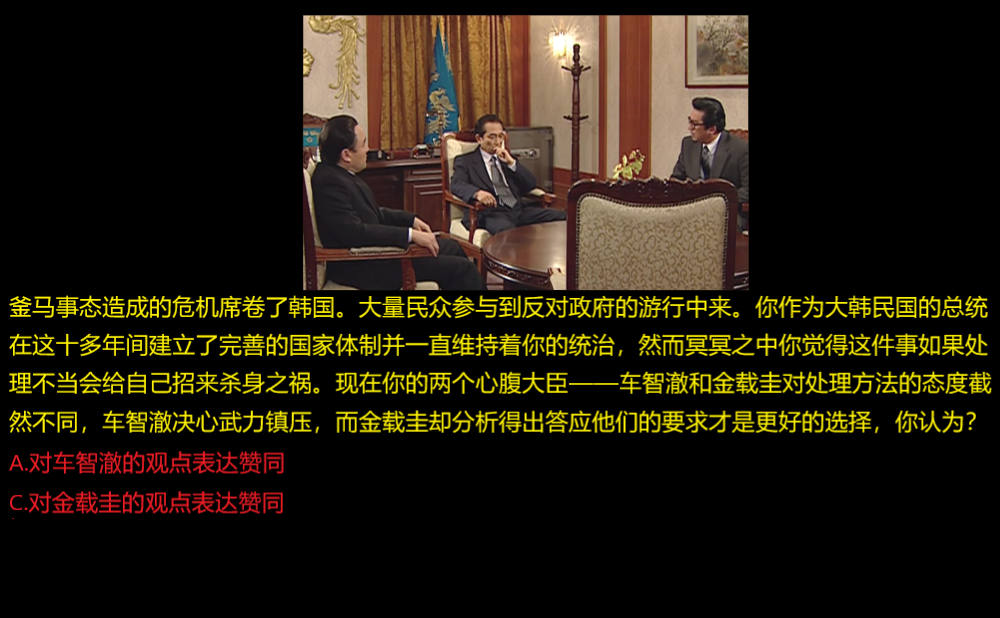 釜马事态造成的危机席卷了韩国。大量民众参与到反对政府的游行中来。你作为大韩民国的总统
在这十多年间建立了完善的国家体制并一直维持着你的统治，然而冥冥之中你觉得这件事如果处
理不当会给自己招来杀身之祸。现在你的两个心腹大臣——车智澈和金载圭对处理方法的态度截
然不同，车智澈决心武力镇压，而金载圭却分析得出答应他们的要求才是更好的选择，你认为？
A.对车智澈的观点表达赞同
C.对金载圭的观点表达赞同